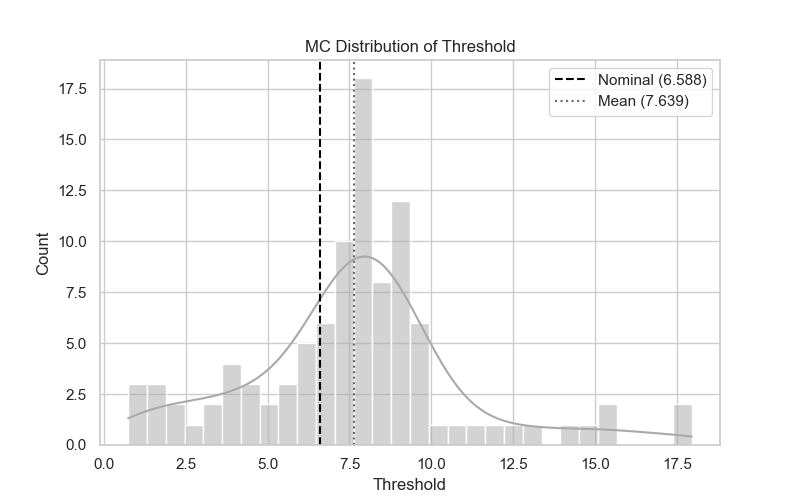 MC Distribution of Threshold
Nominal (6.588)
Mean (7.639)
17.5
15.0
12.5
10.0
7.5
5.0
2.5
0.0
Count
0.0 2.5 5.0 7.5 10.0 12.5 15.0 17.5
Threshold